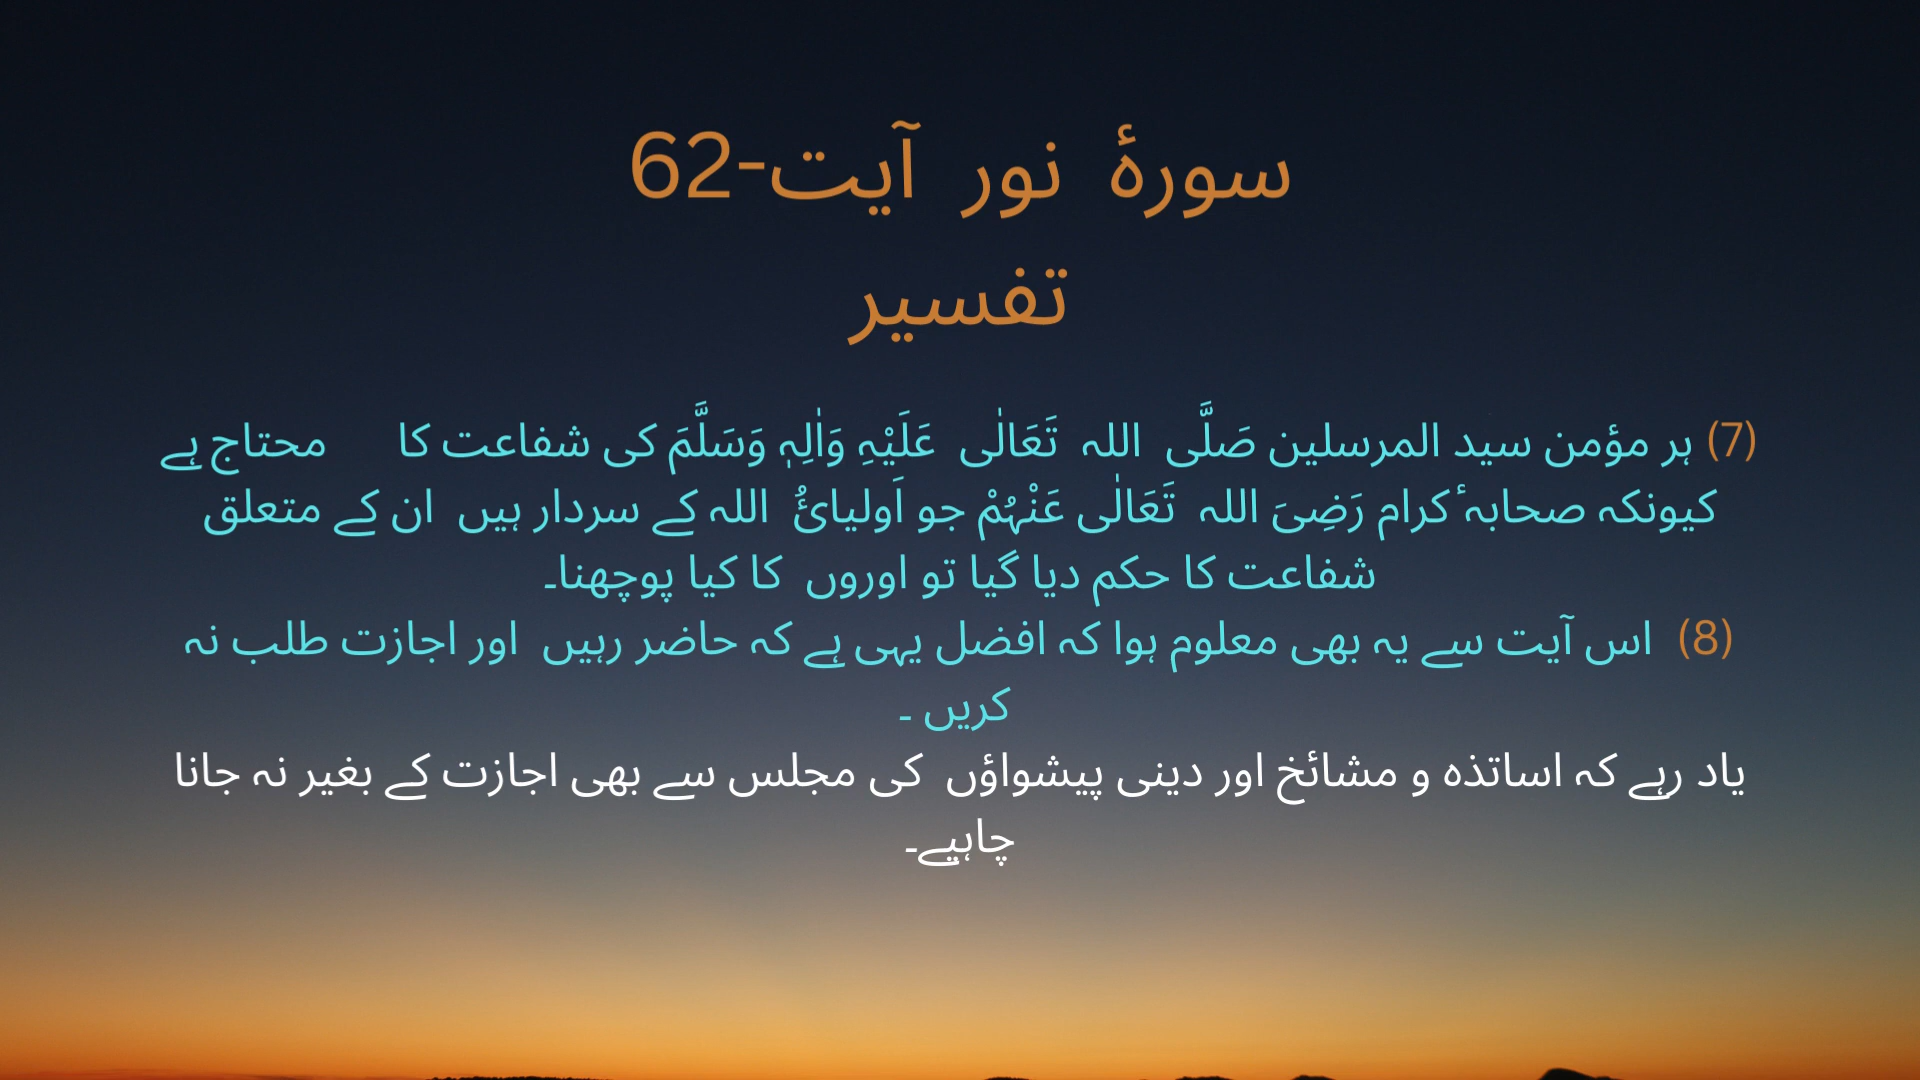 سورۂ نور آیت-62
تفسیر
(7) ہر مؤمن سید المرسلین صَلَّی اللہ تَعَالٰی عَلَیْہِ وَاٰلِہٖ وَسَلَّمَ کی شفاعت کا محتاج ہے
کیونکہ صحابہ ٔکرام رَضِیَ اللہ تَعَالٰی عَنْہُمْ جو اَولیائُ اللہ کے سردار ہیں ان کے متعلق
شفاعت کا حکم دیا گیا تو اوروں کا کیا پوچھنا۔
(8) اس آیت سے یہ بھی معلوم ہوا کہ افضل یہی ہے کہ حاضر رہیں اور اجازت طلب نہ
کریں ۔
یاد رہے کہ اساتذہ و مشائخ اور دینی پیشواؤں کی مجلس سے بھی اجازت کے بغیر نہ جانا
چاہیے۔